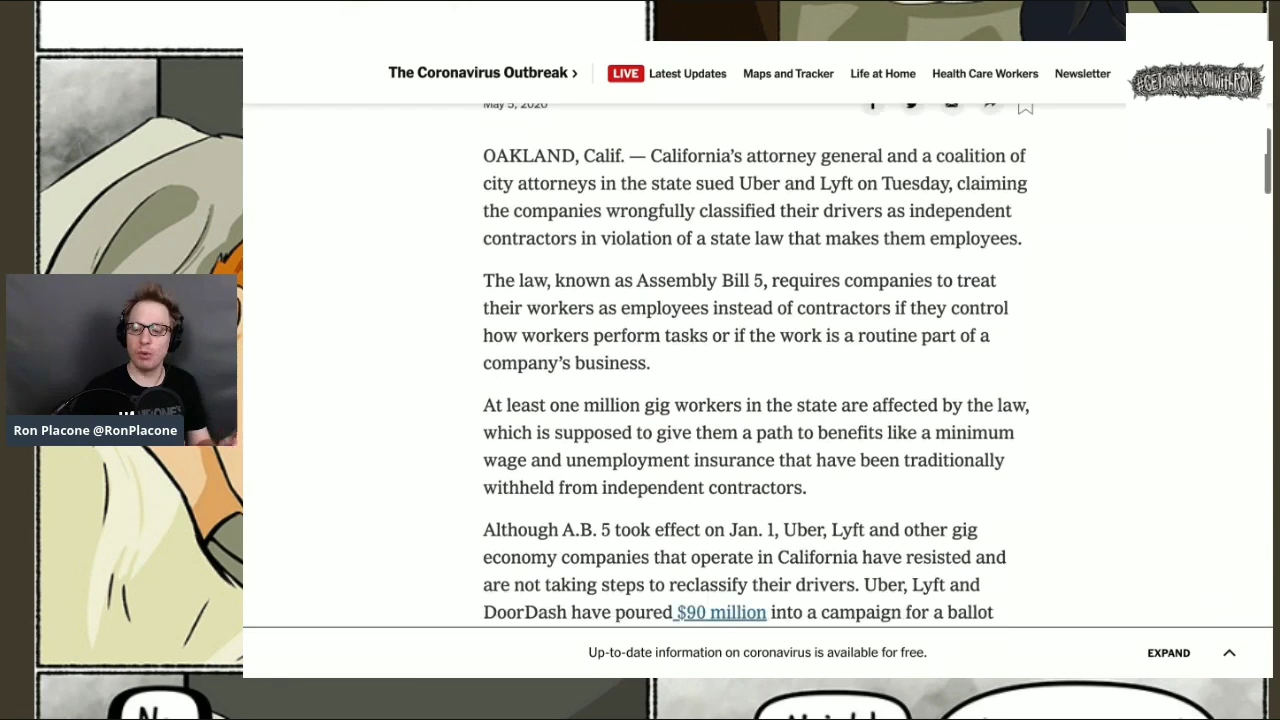 The Coronavirus Outbreak ›
LIVE Latest Updates Maps and Tracker Life at Home Health Care Workers Newsletter
#GETYOURNEWSONWITHRON
May 5, 2020
OAKLAND, Calif. — California’s attorney general and a coalition of
city attorneys in the state sued Uber and Lyft on Tuesday, claiming
the companies wrongfully classified their drivers as independent
contractors in violation of a state law that makes them employees.
The law, known as Assembly Bill 5, requires companies to treat
their workers as employees instead of contractors if they control
how workers perform tasks or if the work is a routine part of a
company’s business.
At least one million gig workers in the state are affected by the law,
which is supposed to give them a path to benefits like a minimum
wage and unemployment insurance that have been traditionally
withheld from independent contractors.
Although A.B. 5 took effect on Jan. 1, Uber, Lyft and other gig
economy companies that operate in California have resisted and
are not taking steps to reclassify their drivers. Uber, Lyft and
DoorDash have poured $90 million into a campaign for a ballot
Ron Placone @RonPlacone
Up-to-date information on coronavirus is available for free.
EXPAND